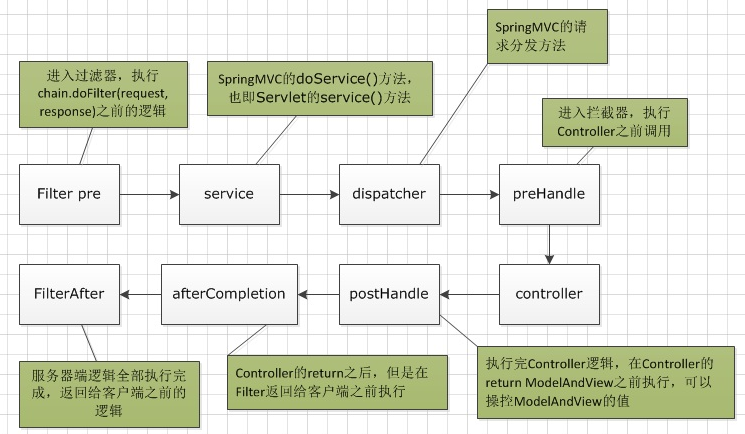 SpringMVC的请
求分发方法
进入过滤器，执行
chain.doFilter(request,
response)之前的逻辑
SpringMVC的doService()方法，
也即Servlet的service()方法
进入拦截器，执行
Controller之前调用
Filter pre
service
dispatcher
preHandle
FilterAfter
afterCompletion
postHandle
controller
服务器端逻辑全部执行完
成，返回给客户端之前的
逻辑
Controller的return之后，但是在
Filter返回给客户端之前执行
执行完Controller逻辑，在Controller的
return ModelAndView之前执行，可以
操控ModelAndView的值